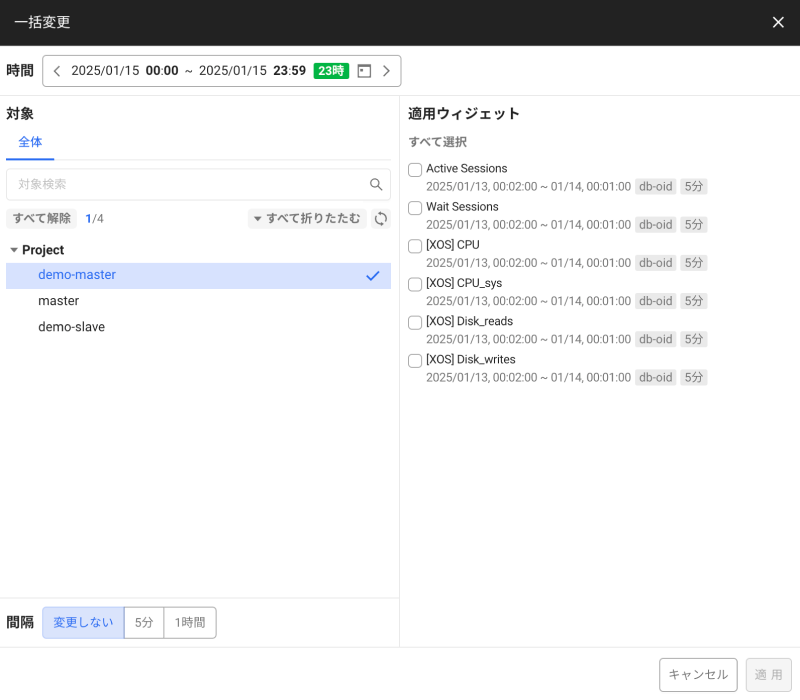 一括変更
時間 2025/01/15 00:00 ~ 2025/01/15 23:59 23時
対象
全体
対象検索
すべて解除 1/4 すべて折りたたむ
Project
demo-master
master
demo-slave
間隔 変更しない 5分 1時間
適用ウィジェット
すべて選択
Active Sessions
2025/01/13, 00:02:00 ~ 01/14, 00:01:00 db-oid 5分
Wait Sessions
2025/01/13, 00:02:00 ~ 01/14, 00:01:00 db-oid 5分
[XOS] CPU
2025/01/13, 00:02:00 ~ 01/14, 00:01:00 db-oid 5分
[XOS] CPU_sys
2025/01/13, 00:02:00 ~ 01/14, 00:01:00 db-oid 5分
[XOS] Disk_reads
2025/01/13, 00:02:00 ~ 01/14, 00:01:00 db-oid 5分
[XOS] Disk_writes
2025/01/13, 00:02:00 ~ 01/14, 00:01:00 db-oid 5分
キャンセル 適用